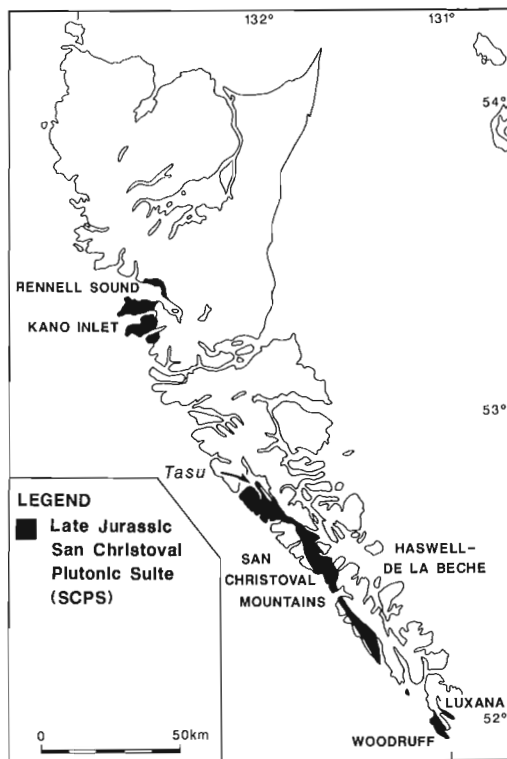 132° 131°
54°
RENNELL SOUND
KANO INLET
53°
Tasu
LEGEND
Late Jurassic
San Christoval
Plutonic Suite
(SCPS)
SAN
CHRISTOVAL
MOUNTAINS
HASWELL-
DE LA BECHE
LUXANA
52°
WOODRUFF
0 50km